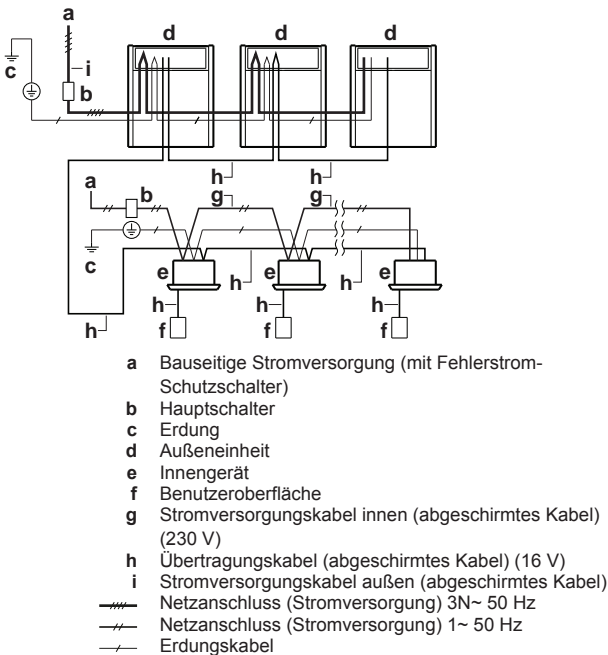 a
d d d
c
i
b
h h
a b g g
c
e h e h e
h h h
h f f f
a Bauseitige Stromversorgung (mit Fehlerstrom-
Schutzschalter)
b Hauptschalter
c Erdung
d Außeneinheit
e Innengerät
f Benutzeroberfläche
g Stromversorgungskabel innen (abgeschirmtes Kabel)
(230 V)
h Übertragungskabel (abgeschirmtes Kabel) (16 V)
i Stromversorgungskabel außen (abgeschirmtes Kabel)
Netzanschluss (Stromversorgung) 3N~ 50 Hz
Netzanschluss (Stromversorgung) 1~ 50 Hz
Erdungskabel